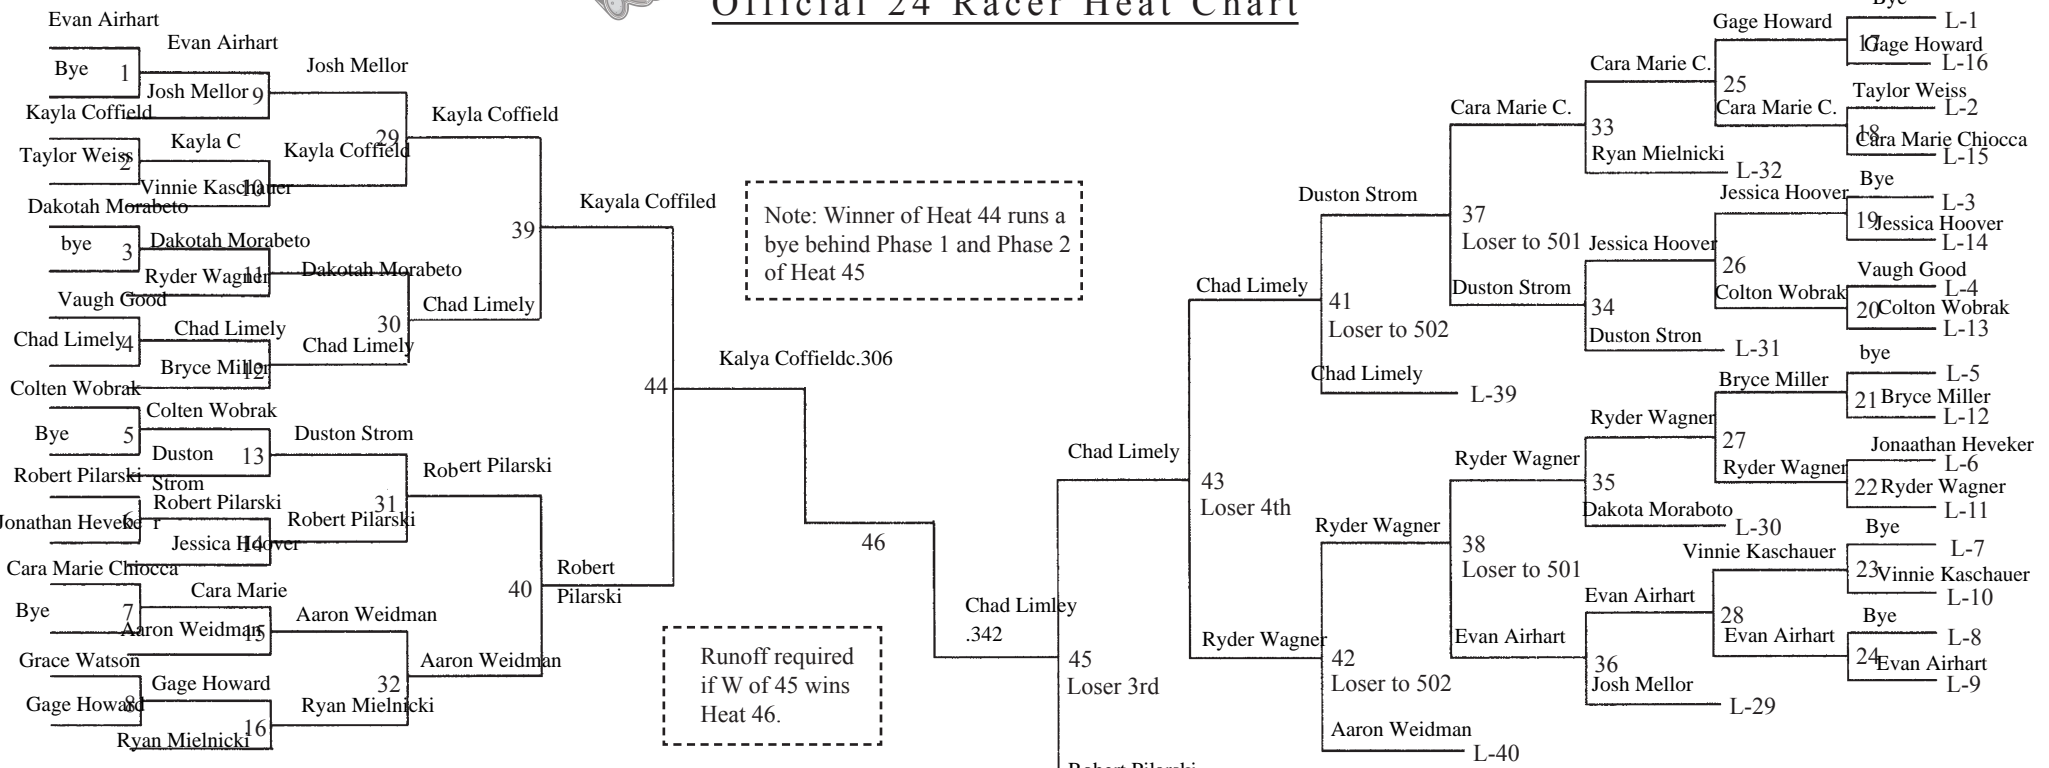 Official 24 Racer Heat Chart
Evan Airhart
Bye 1
Evan Airhart
Josh Mellor 9
Josh Mellor
Kayla Coffield
Taylor Weiss 2
Kayla C
Vinnie Kaschauer 10
Kayla Coffield
29
Kayla Coffield
Dakotah Morabeto
bye 3
Dakotah Morabeto
Ryder Wagner 11
Dakotah Morabeto
Vaugh Good
Chad Limely 4
Chad Limely
Bryce Miller 12
Chad Limely
30
Chad Limely
39
Kayala Coffiled
Colten Wobrak
Bye 5
Colten Wobrak
Duston Strom 13
Duston Strom
Robert Pilarski
Jonathan Heveker 6
Robert Pilarski
Jessica Hoover 14
Robert Pilarski
31
Robert Pilarski
Cara Marie Chiocca
Bye 7
Cara Marie
Aaron Weidman 15
Aaron Weidman
Grace Watson
Gage Howard 8
Gage Howard
Ryan Mielnicki 16
Ryan Mielnicki
32
Aaron Weidman
40
Robert
Pilarski
44
Kalya Coffieldc.306
46
Note: Winner of Heat 44 runs a
bye behind Phase 1 and Phase 2
of Heat 45
Runoff required
if W of 45 wins
Heat 46.
Chad Limley
.342
45
Loser 3rd
Robert Pilarski
Chad Limely
43
Loser 4th
Chad Limely
41
Loser to 502
Chad Limely
L-39
Ryder Wagner
42
Loser to 502
Aaron Weidman
L-40
Duston Strom
37
Loser to 501
Ryder Wagner
38
Loser to 501
Cara Marie C.
33
Ryan Mielnicki
L-32
Duston Strom
34
Duston Stron
L-31
Ryder Wagner
35
Dakota Moraboto
L-30
Evan Airhart
36
Josh Mellor
L-29
Cara Marie C.
25
Jessica Hoover
26
Ryder Wagner
27
Evan Airhart
28
Gage Howard
17
Bye
L-1
Gage Howard
L-16
Cara Marie C.
18
Taylor Weiss
L-2
Cara Marie Chiocca
L-15
Jessica Hoover
19
Bye
L-3
Jessica Hoover
L-14
Colton Wobrak
20
Vaugh Good
L-4
Colton Wobrak
L-13
Bryce Miller
21
bye
L-5
Bryce Miller
L-12
Ryder Wagner
22
Jonaathan Heveker
L-6
Ryder Wagner
L-11
Vinnie Kaschauer
23
Bye
L-7
Vinnie Kaschauer
L-10
Evan Airhart
24
Bye
L-8
Evan Airhart
L-9